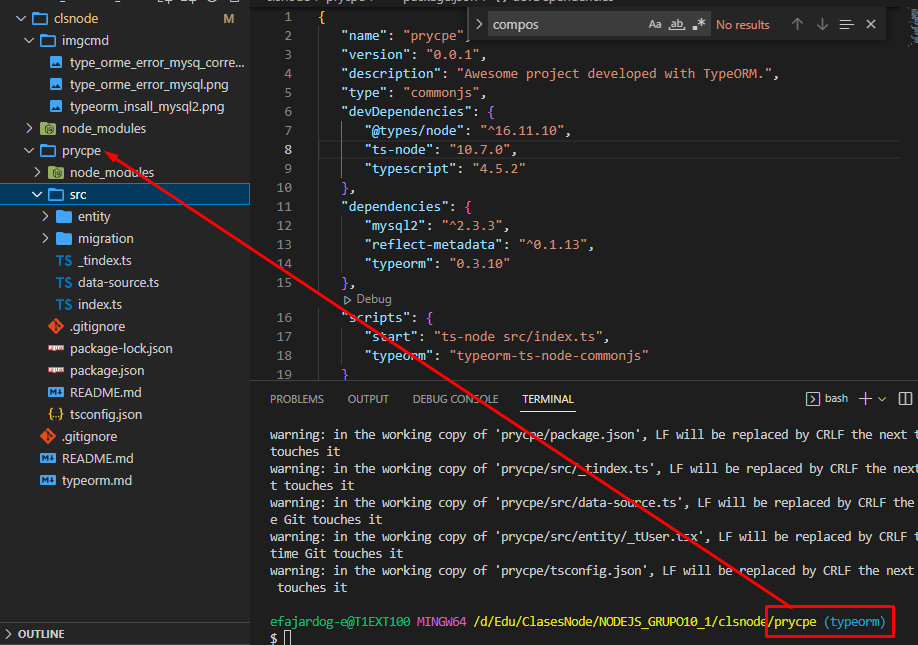 clsnode M
imgcmd
type_orme_error_mysq_corre...
type_orme_error_mysql.png
typeorm_insall_mysql2.png
node_modules
prycpe
node_modules
src
entity
migration
_tindex.ts
data-source.ts
index.ts
.gitignore
package-lock.json
package.json
README.md
tsconfig.json
.gitignore
README.md
typeorm.md
OUTLINE
compos Aa ab .* No results
1 {
2 "name": "prycpe",
3 "version": "0.0.1",
4 "description": "Awesome project developed with TypeORM.",
5 "type": "commonjs",
6 "devDependencies": {
7 "@types/node": "^16.11.10",
8 "ts-node": "10.7.0",
9 "typescript": "4.5.2"
10 },
11 "dependencies": {
12 "mysql2": "^2.3.3",
13 "reflect-metadata": "^0.1.13",
14 "typeorm": "0.3.10"
15 },
Debug
16 "scripts": {
17 "start": "ts-node src/index.ts",
18 "typeorm": "typeorm-ts-node-commonjs"
19 }
PROBLEMS OUTPUT DEBUG CONSOLE TERMINAL bash
warning: in the working copy of 'prycpe/package.json', LF will be replaced by CRLF the next t
touches it
warning: in the working copy of 'prycpe/src/_tindex.ts', LF will be replaced by CRLF the nex
t touches it
warning: in the working copy of 'prycpe/src/data-source.ts', LF will be replaced by CRLF the
e Git touches it
warning: in the working copy of 'prycpe/src/entity/_tUser.tsx', LF will be replaced by CRLF
time Git touches it
warning: in the working copy of 'prycpe/tsconfig.json', LF will be replaced by CRLF the next
touches it
efajardog-e@T1EXT100 MINGW64 /d/Edu/ClasesNode/NODEJS_GRUPO10_1/clsnode/prycpe (typeorm)
$